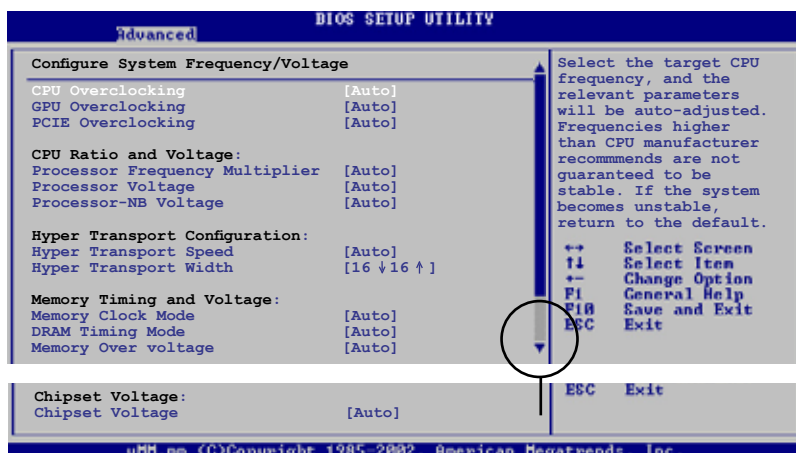 BIOS SETUP UTILITY
Advanced
Configure System Frequency/Voltage
CPU Overclocking [Auto]
GPU Overclocking [Auto]
PCIE Overclocking [Auto]
CPU Ratio and Voltage:
Processor Frequency Multiplier [Auto]
Processor Voltage [Auto]
Processor-NB Voltage [Auto]
Hyper Transport Configuration:
Hyper Transport Speed [Auto]
Hyper Transport Width [16 ↓16 ↑ ]
Memory Timing and Voltage:
Memory Clock Mode [Auto]
DRAM Timing Mode [Auto]
Memory Over voltage [Auto]
Chipset Voltage:
Chipset Voltage [Auto]
Select the target CPU
frequency, and the
relevant parameters
will be auto-adjusted.
Frequencies higher
than CPU manufacturer
recommmends are not
guaranteed to be
stable. If the system
becomes unstable,
return to the default.
↔ Select Screen
↑↓ Select Item
+- Change Option
F1 General Help
F10 Save and Exit
ESC Exit
ESC Exit
(C)Copyright 1985-2002, American Megatrends, Inc.